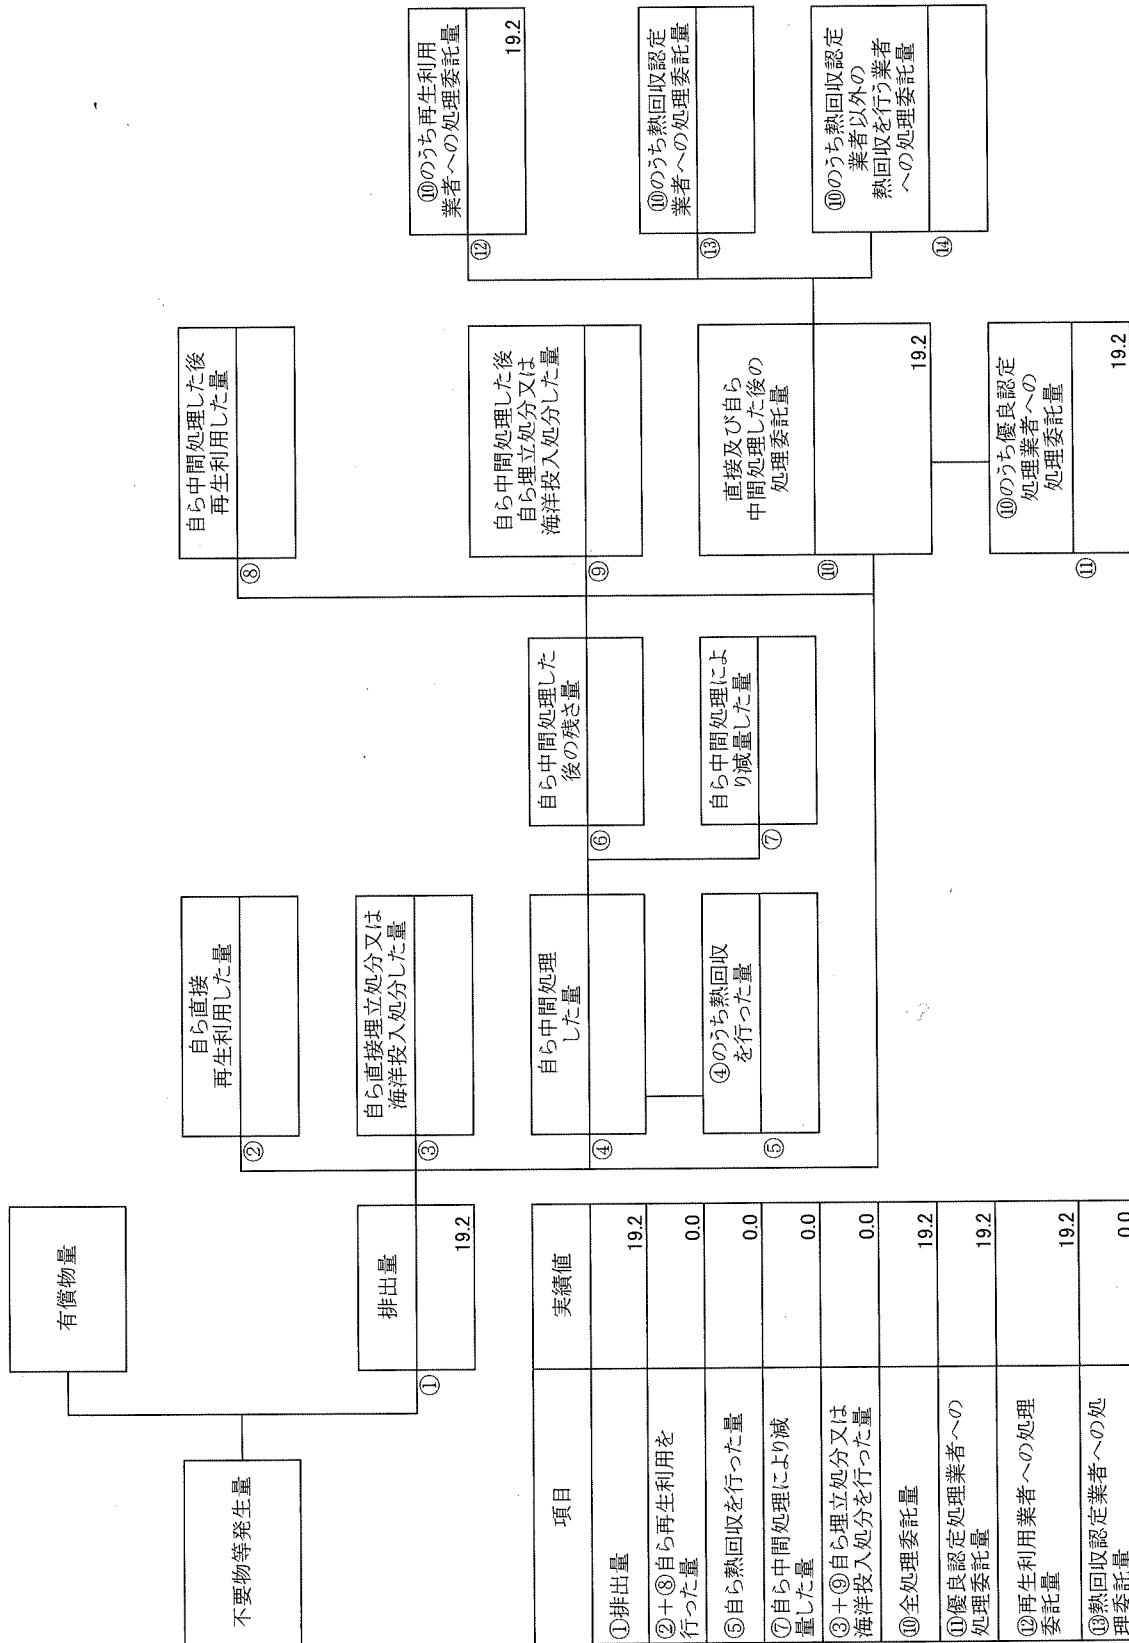 不要物等発生量
有償物量
排出量
①
19.2
自ら直接
再生利用した量
②
自ら直接埋立処分又は
海洋投入処分した量
③
自ら中間処理
した量
④
④のうち熱回収
を行った量
⑤
自ら中間処理した
後の残さ量
⑥
自ら中間処理によ
り減量した量
⑦
自ら中間処理した後
再生利用した量
⑧
自ら中間処理した後
自ら埋立処分又は
海洋投入処分した量
⑨
直接及び自ら
中間処理した後の
処理委託量
⑩
19.2
⑩のうち優良認定
処理業者への
処理委託量
⑪
19.2
⑩のうち再生利用
業者への処理委託量
⑫
19.2
⑩のうち熱回収認定
業者への処理委託量
⑬
⑩のうち熱回収認定
業者以外の
熱回収を行う業者
への処理委託量
⑭
項目 実績値
①排出量 19.2
②+⑧自ら再生利用を
行った量 0.0
⑤自ら熱回収を行った量 0.0
⑦自ら中間処理により減
量した量 0.0
③+⑨自ら埋立処分又は
海洋投入処分を行った量 0.0
⑩全処理委託量 19.2
⑪優良認定処理業者への
処理委託量 19.2
⑫再生利用業者への処理
委託量 19.2
⑬熱回収認定業者への処
理委託量 0.0